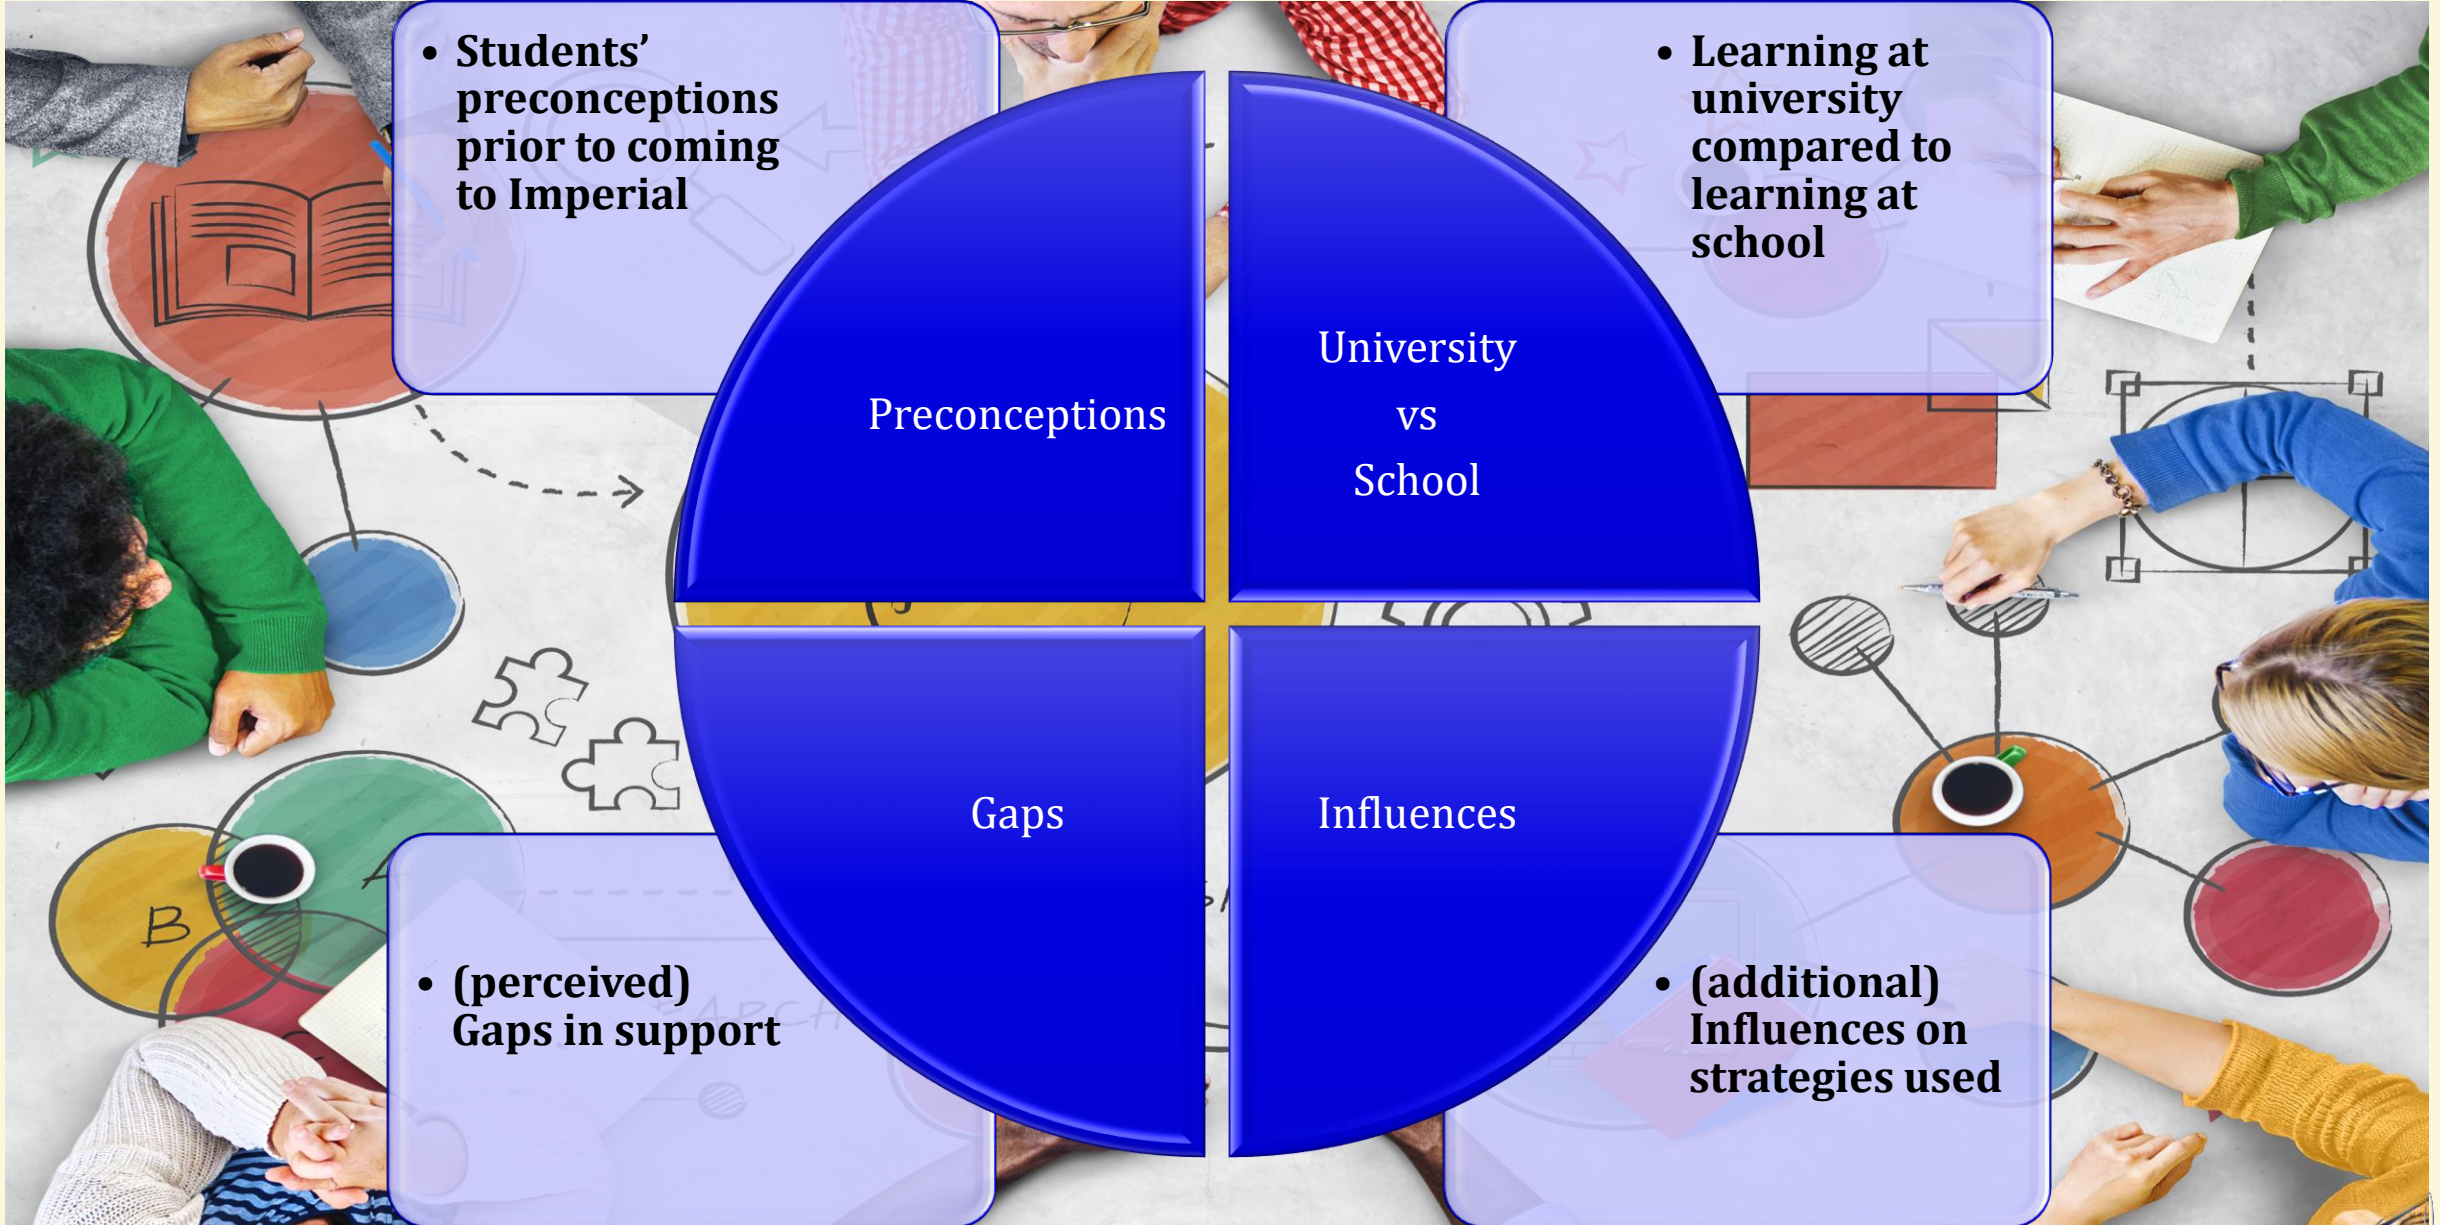 • Students’
preconceptions
prior to coming
to Imperial
• Learning at
university
compared to
learning at
school
Preconceptions
University
vs
School
Gaps
Influences
• (perceived)
Gaps in support
• (additional)
Influences on
strategies used
A
B